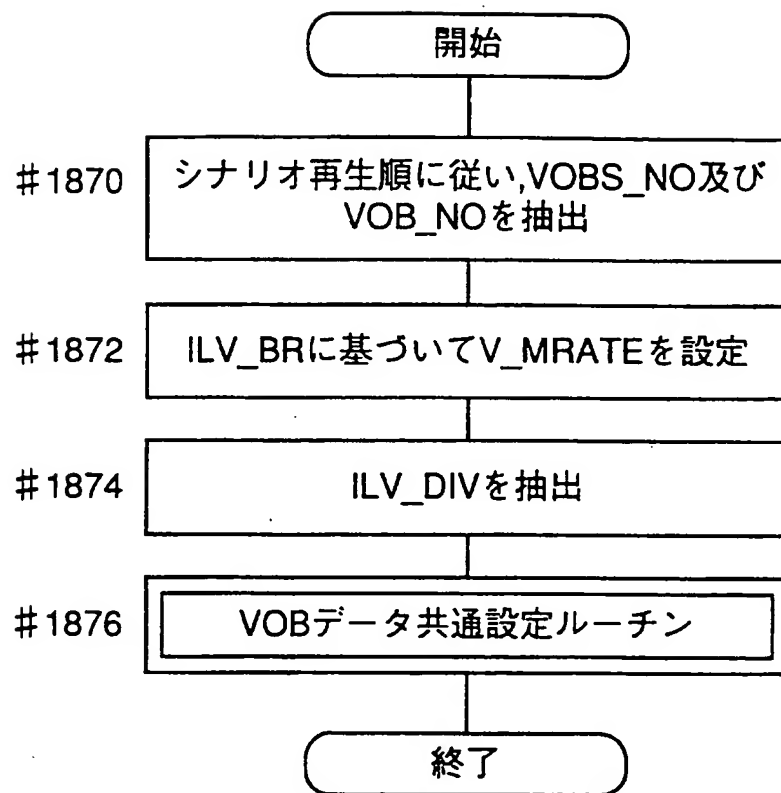 開始
#1870
シナリオ再生順に従い,VOBS_NO及び
VOB_NOを抽出
#1872
ILV_BRに基づいてV_MRATEを設定
#1874
ILV_DIVを抽出
#1876
VOBデータ共通設定ルーチン
終了